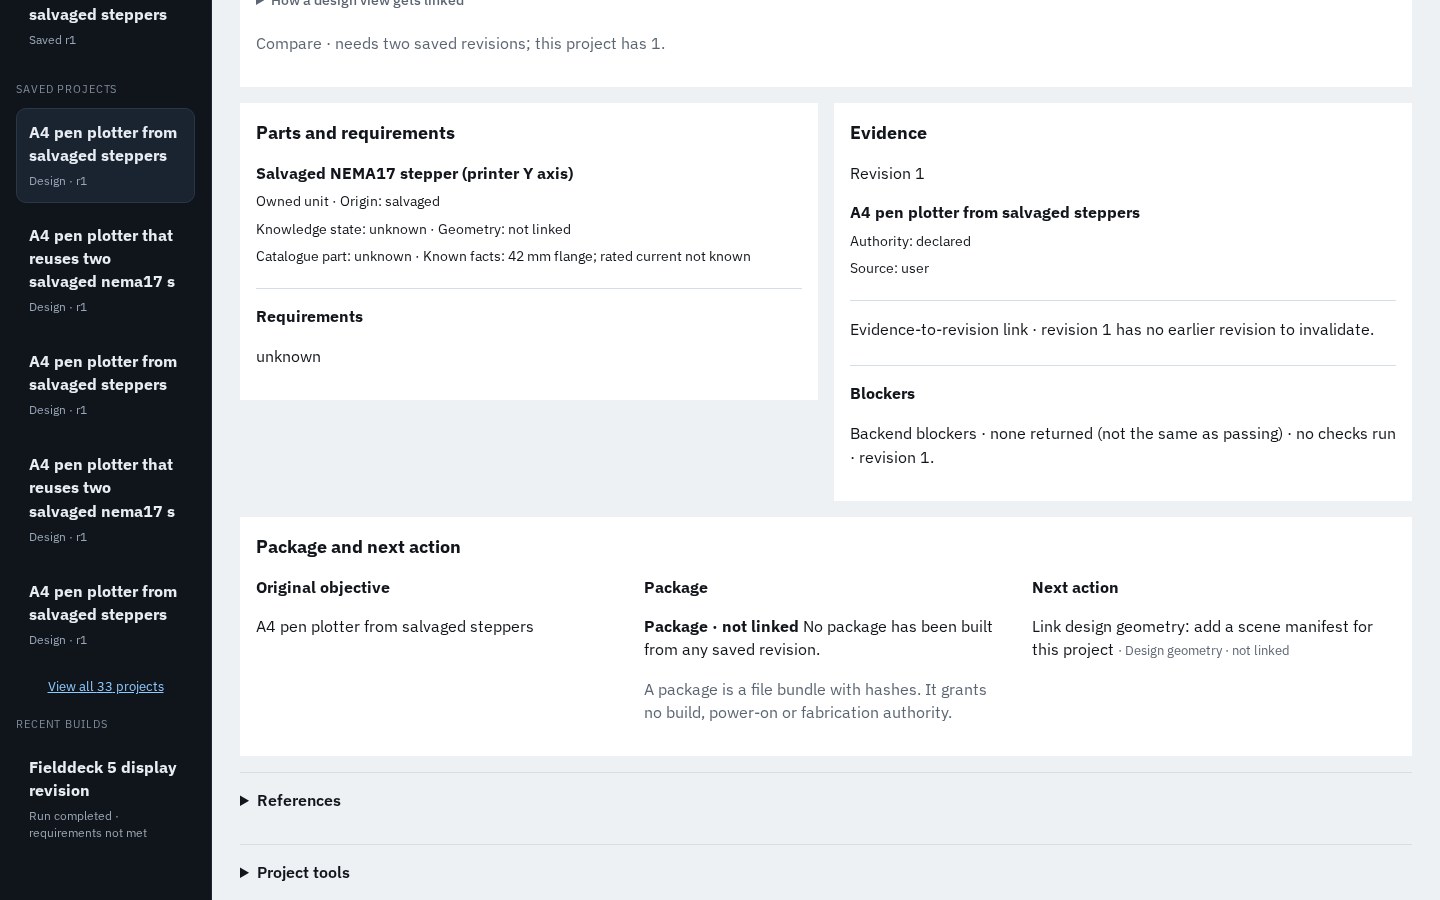 salvaged steppers
Saved r1
SAVED PROJECTS
A4 pen plotter from
salvaged steppers
Design · r1
A4 pen plotter that
reuses two
salvaged nema17 s
Design · r1
A4 pen plotter from
salvaged steppers
Design · r1
A4 pen plotter that
reuses two
salvaged nema17 s
Design · r1
A4 pen plotter from
salvaged steppers
Design · r1
View all 33 projects
RECENT BUILDS
Fielddeck 5 display
revision
Run completed ·
requirements not met
How a design view gets linked
Compare · needs two saved revisions; this project has 1.
Parts and requirements
Salvaged NEMA17 stepper (printer Y axis)
Owned unit · Origin: salvaged
Knowledge state: unknown · Geometry: not linked
Catalogue part: unknown · Known facts: 42 mm flange; rated current not known
Requirements
unknown
Evidence
Revision 1
A4 pen plotter from salvaged steppers
Authority: declared
Source: user
Evidence-to-revision link · revision 1 has no earlier revision to invalidate.
Blockers
Backend blockers · none returned (not the same as passing) · no checks run
· revision 1.
Package and next action
Original objective
A4 pen plotter from salvaged steppers
Package
Package · not linked No package has been built
from any saved revision.
A package is a file bundle with hashes. It grants
no build, power-on or fabrication authority.
Next action
Link design geometry: add a scene manifest for
this project · Design geometry · not linked
References
Project tools